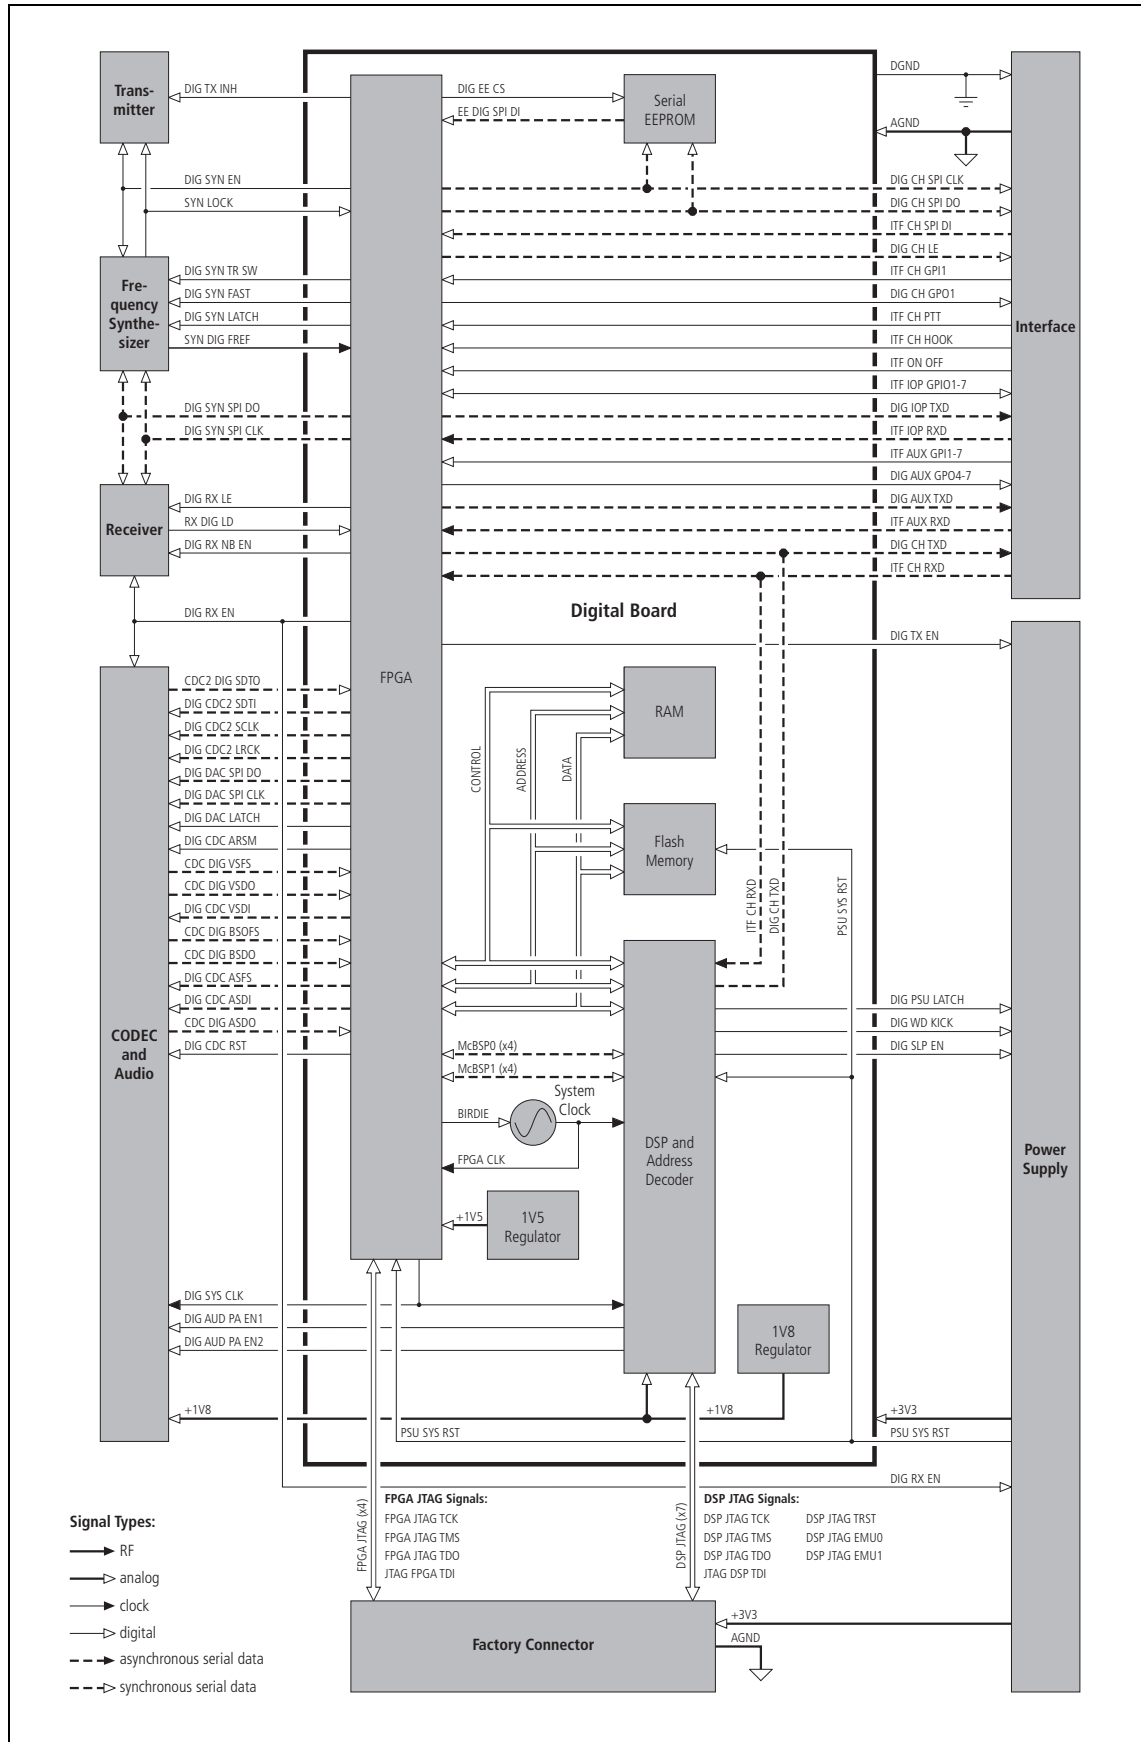 Trans-
mitter
DIG TX INH
DIG EE CS
EE DIG SPI DI
Serial
EEPROM
DGND
AGND
DIG SYN EN
SYN LOCK
DIG CH SPI CLK
DIG CH SPI DO
ITF CH SPI DI
DIG CH LE
ITF CH GPI1
DIG CH GPO1
ITF CH PTT
ITF CH HOOK
ITF ON OFF
ITF IOP GPIO1-7
DIG IOP TXD
ITF IOP RXD
ITF AUX GPI1-7
DIG AUX GPO4-7
DIG AUX TXD
ITF AUX RXD
DIG CH TXD
ITF CH RXD
Interface
Fre-
quency
Synthe-
sizer
DIG SYN TR SW
DIG SYN FAST
DIG SYN LATCH
SYN DIG FREF
DIG SYN SPI DO
DIG SYN SPI CLK
Receiver
DIG RX LE
RX DIG LD
DIG RX NB EN
DIG RX EN
Digital Board
DIG TX EN
FPGA
CDC2 DIG SDTO
DIG CDC2 SDTI
DIG CDC2 SCLK
DIG CDC2 LRCK
DIG DAC SPI DO
DIG DAC SPI CLK
DIG DAC LATCH
DIG CDC ARSM
CDC DIG VSFS
CDC DIG VSDO
DIG CDC VSDI
CDC DIG BSOFS
CDC DIG BSDO
DIG CDC ASFS
DIG CDC ASDI
CDC DIG ASDO
DIG CDC RST
CODEC
and
Audio
CONTROL
ADDRESS
DATA
RAM
Flash
Memory
ITF CH RXD
DIG CH TXD
PSU SYS RST
DIG PSU LATCH
DIG WD KICK
DIG SLP EN
McBSP0 (x4)
McBSP1 (x4)
System
Clock
BIRDIE
FPGA CLK
DSP and
Address
Decoder
Power
Supply
+1V5
1V5
Regulator
DIG SYS CLK
DIG AUD PA EN1
DIG AUD PA EN2
1V8
Regulator
+1V8
+1V8
+3V3
PSU SYS RST
PSU SYS RST
DIG RX EN
FPGA JTAG (x4)
FPGA JTAG Signals:
FPGA JTAG TCK
FPGA JTAG TMS
FPGA JTAG TDO
JTAG FPGA TDI
DSP JTAG (x7)
DSP JTAG Signals:
DSP JTAG TCK
DSP JTAG TMS
DSP JTAG TDO
JTAG DSP TDI
DSP JTAG TRST
DSP JTAG EMU0
DSP JTAG EMU1
Signal Types:
RF
analog
clock
digital
asynchronous serial data
synchronous serial data
Factory Connector
+3V3
AGND